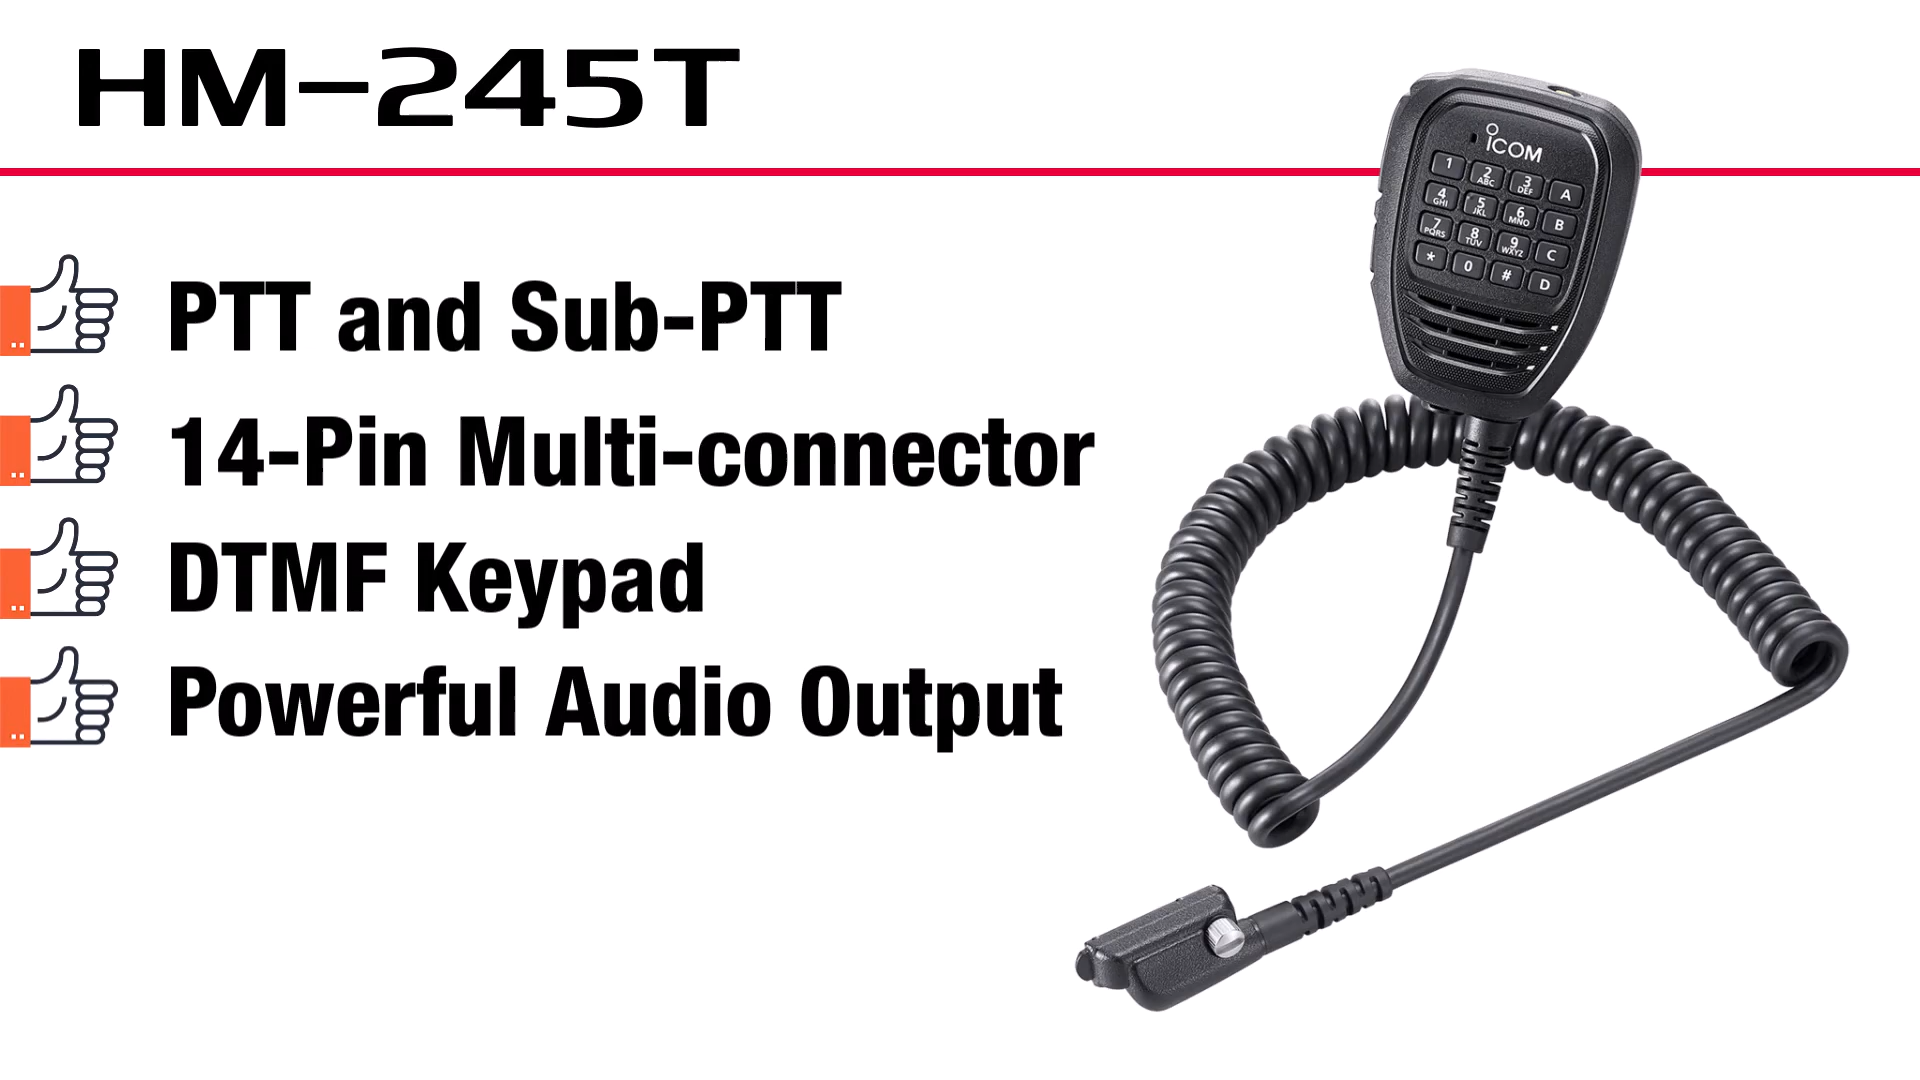 HM-245T
PTT and Sub-PTT
14-Pin Multi-connector
DTMF Keypad
Powerful Audio Output
ICOM
1 2 ABC 3 DEF A
4 GHI 5 JKL 6 MNO B
7 PQRS 8 TUV 9 WXYZ C
* 0 # D